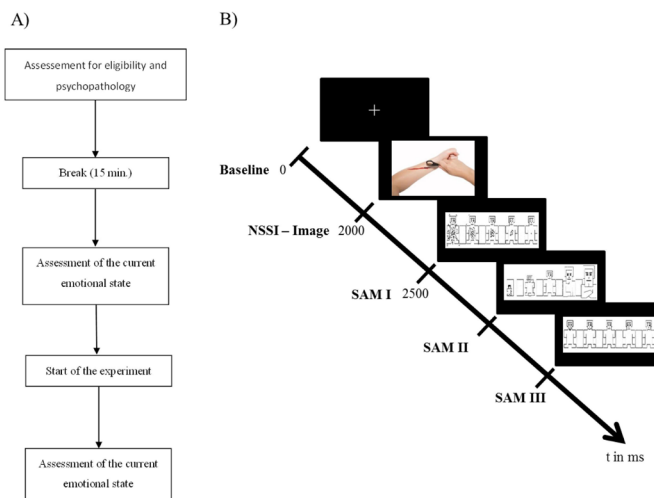 A)
Assessement for eligibility and
psychopathology
Break (15 min.)
Assessment of the current
emotional state
Start of the experiment
Assessment of the current
emotional state
B)
Baseline 0
NSSI – Image 2000
SAM I 2500
SAM II
SAM III
t in ms